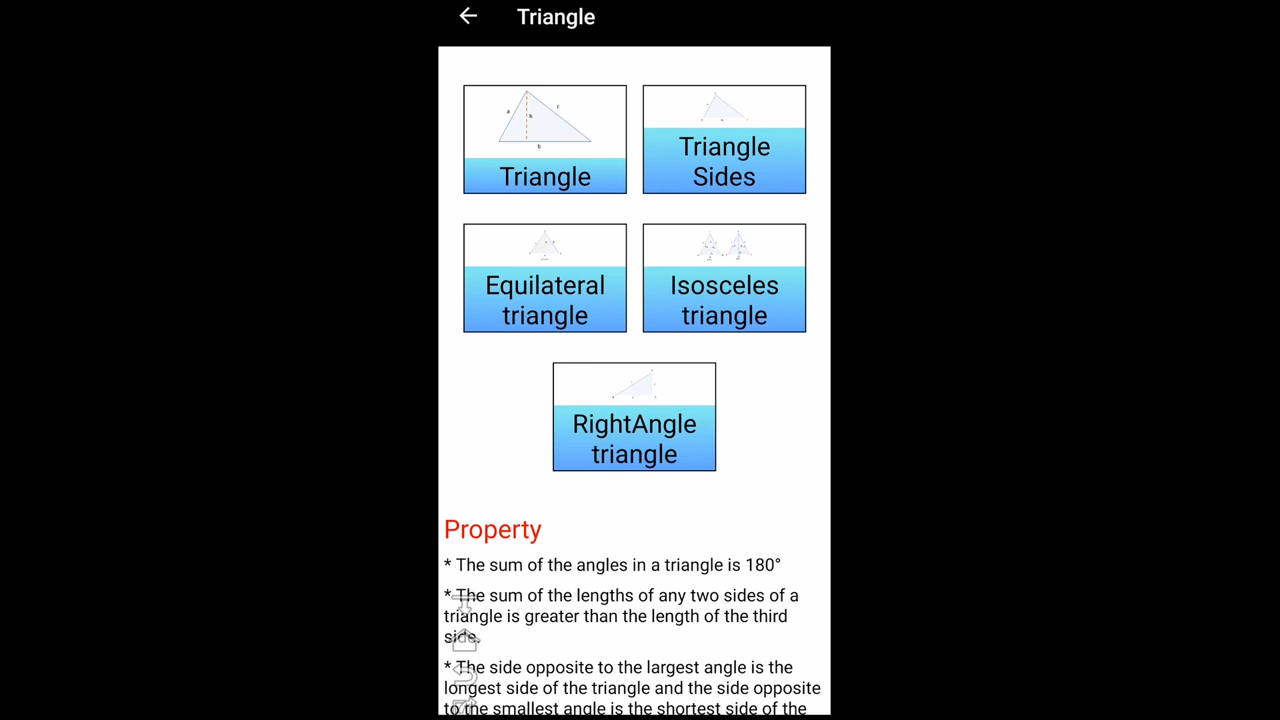 Triangle
a
c
h
b
Triangle
Triangle
Sides
Equilateral
triangle
Isosceles
triangle
RightAngle
triangle
Property
* The sum of the angles in a triangle is 180°
* The sum of the lengths of any two sides of a
triangle is greater than the length of the third
side.
* The side opposite to the largest angle is the
longest side of the triangle and the side opposite
to the smallest angle is the shortest side of the